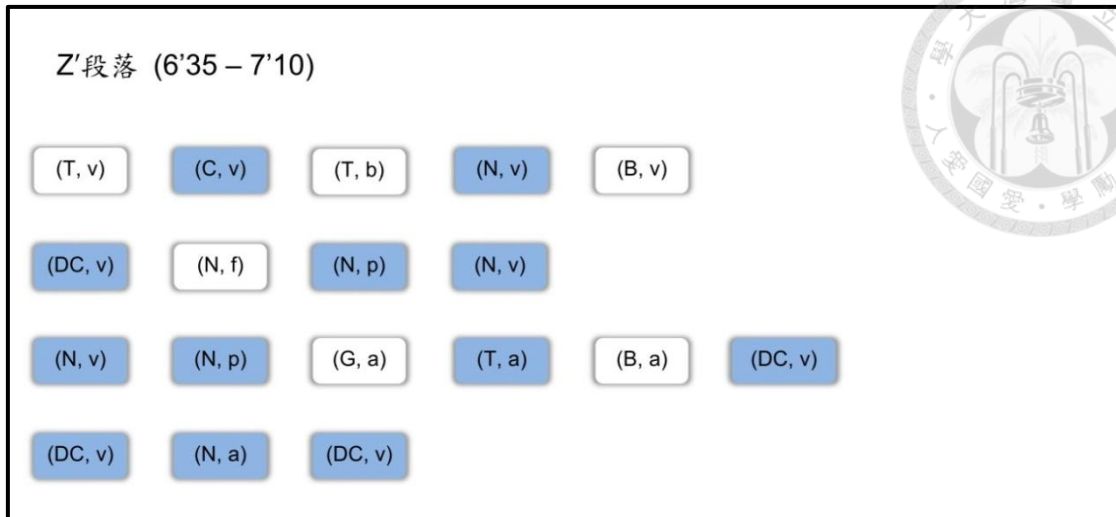 Z′段落 (6’35 – 7’10)
(T, v) (C, v) (T, b) (N, v) (B, v)
(DC, v) (N, f) (N, p) (N, v)
(N, v) (N, p) (G, a) (T, a) (B, a) (DC, v)
(DC, v) (N, a) (DC, v)